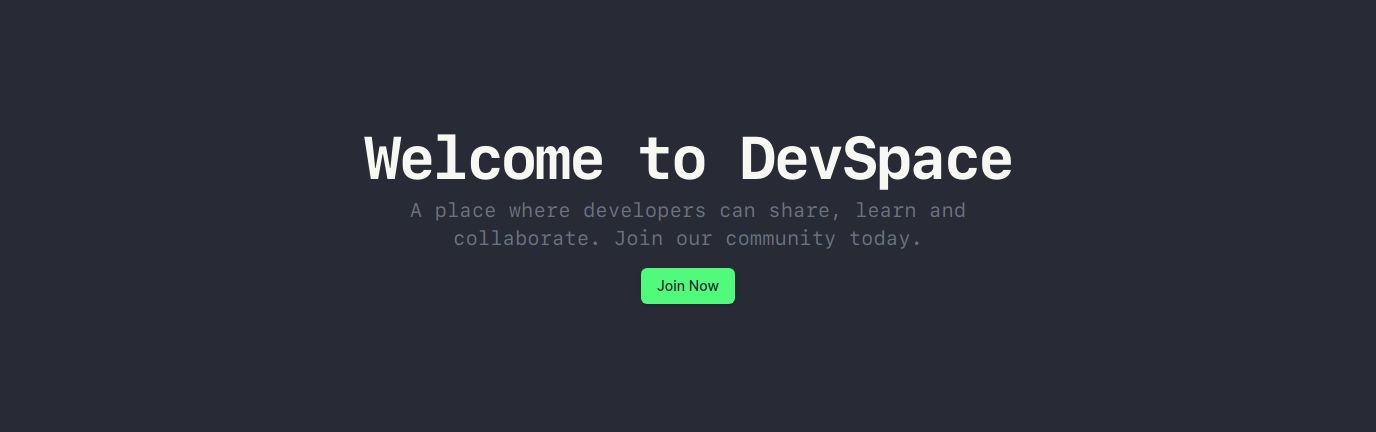 Welcome to DevSpace
A place where developers can share, learn and
collaborate. Join our community today.
Join Now